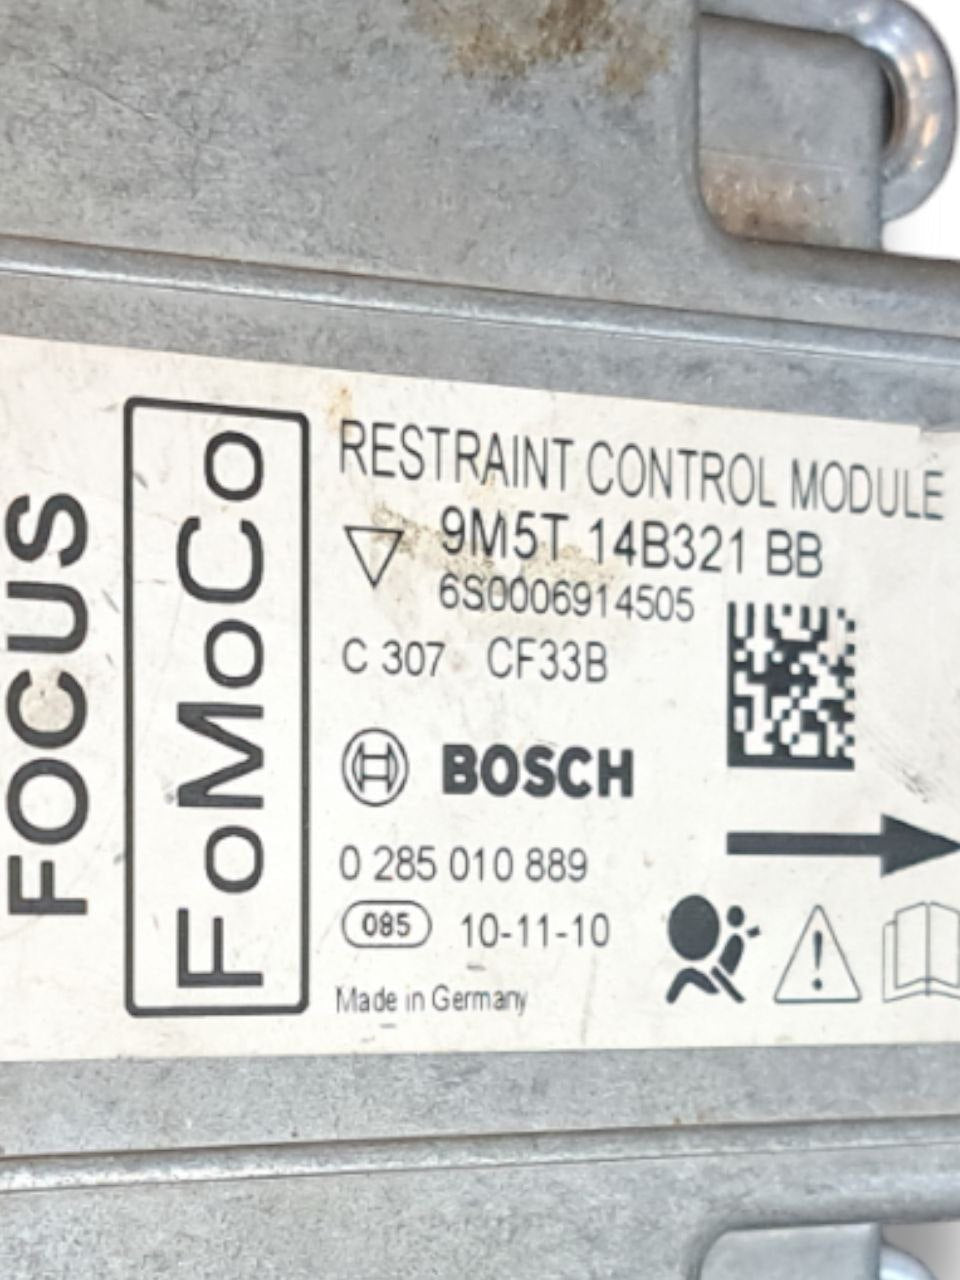 FOCUS
FoMoCo
RESTRAINT CONTROL MODULE
9M5T 14B321 BB
6S0006914505
C 307 CF33B
BOSCH
0 285 010 889
085 10-11-10
Made in Germany